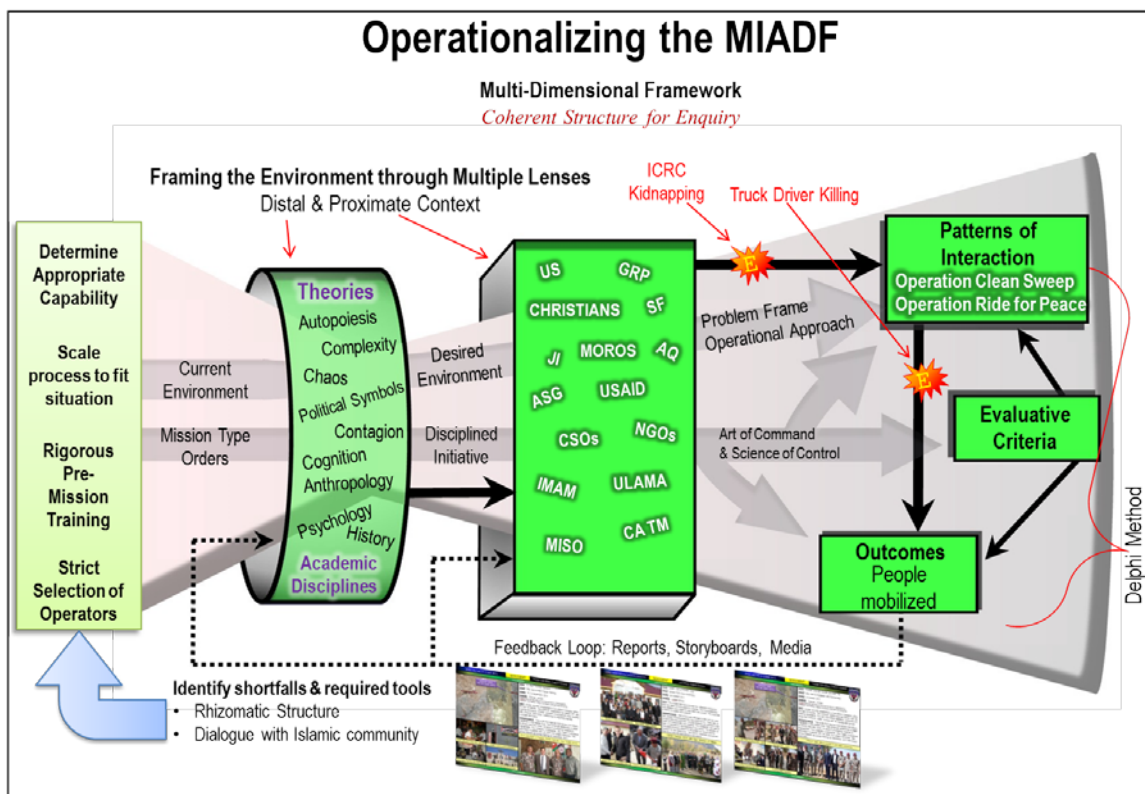 Operationalizing the MIADF
Multi-Dimensional Framework
Coherent Structure for Enquiry
Framing the Environment through Multiple Lenses
Distal & Proximate Context
ICRC
Kidnapping
Truck Driver Killing
Determine
Appropriate
Capability
Scale
process to fit
situation
Rigorous
Pre-
Mission
Training
Strict
Selection of
Operators
Current
Environment
Mission Type
Orders
Theories
Autopoiesis
Complexity
Chaos
Political Symbols
Contagion
Cognition
Anthropology
Psychology
History
Academic
Disciplines
Desired
Environment
Disciplined
Initiative
US
GRP
CHRISTIANS
SF
JI
MOROS
AQ
ASG
USAID
CSOs
NGOs
IMAM
ULAMA
MISO
CA TM
E
Problem Frame
Operational Approach
E
Art of Command
& Science of Control
Patterns of
Interaction
Operation Clean Sweep
Operation Ride for Peace
Evaluative
Criteria
Outcomes
People
mobilized
Delphi Method
Feedback Loop: Reports, Storyboards, Media
Identify shortfalls & required tools
• Rhizomatic Structure
• Dialogue with Islamic community